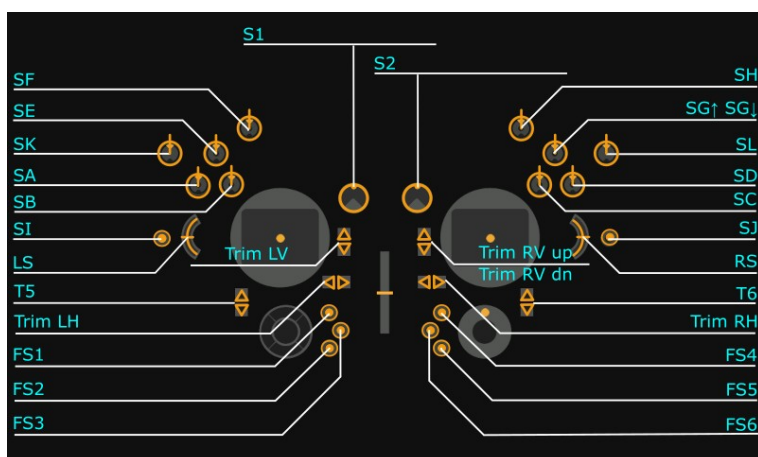 S1
S2
SF
SE
SK
SA
SB
SI
LS
T5
Trim LH
FS1
FS2
FS3
Trim LV
Trim RV up
Trim RV dn
SH
SG↑ SG↓
SL
SD
SC
SJ
RS
T6
Trim RH
FS4
FS5
FS6